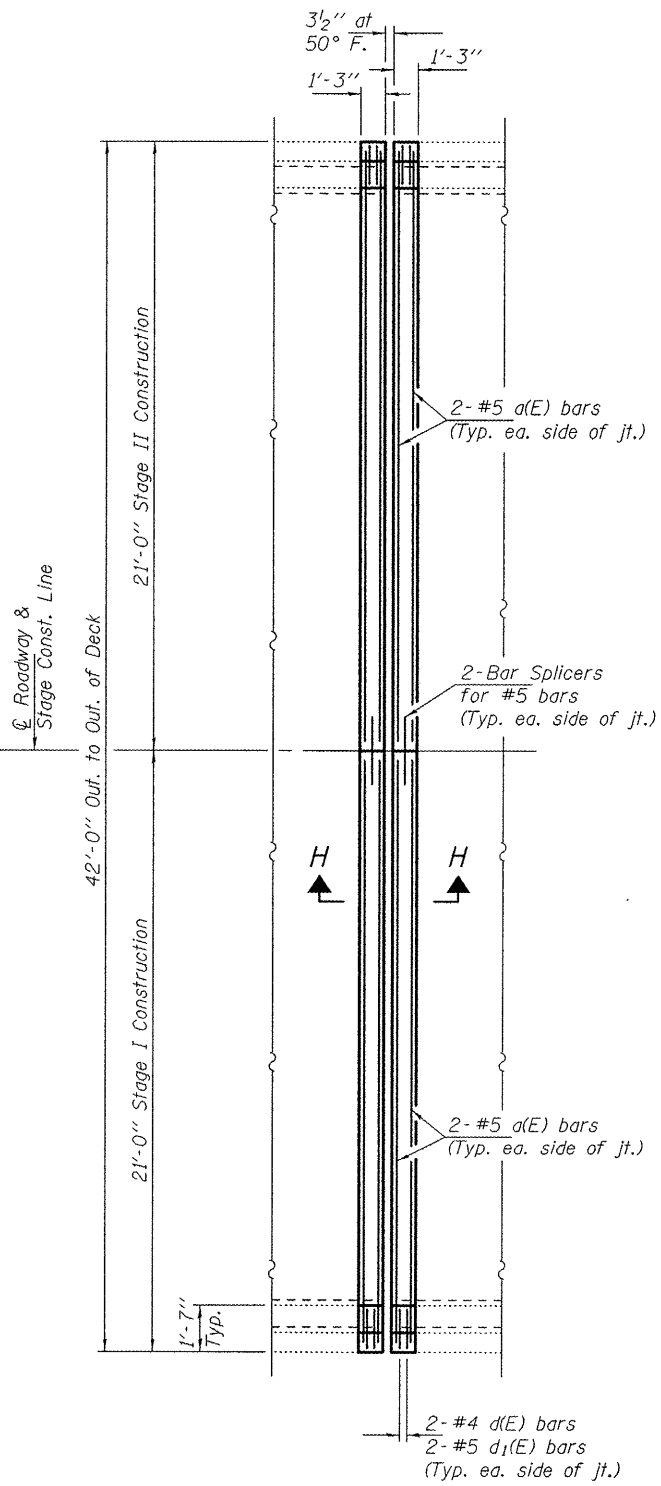 3½" at
50° F.
1'-3"
1'-3"
21'-0" Stage II Construction
2- #5 a(E) bars
(Typ. ea. side of jt.)
℄ Roadway &
Stage Const. Line
42'-0" Out. to Out. of Deck
2-Bar Splicers
for #5 bars
(Typ. ea. side of jt.)
H
H
21'-0" Stage I Construction
2- #5 a(E) bars
(Typ. ea. side of jt.)
1'-7"
Typ.
2- #4 d(E) bars
2- #5 d₁(E) bars
(Typ. ea. side of jt.)